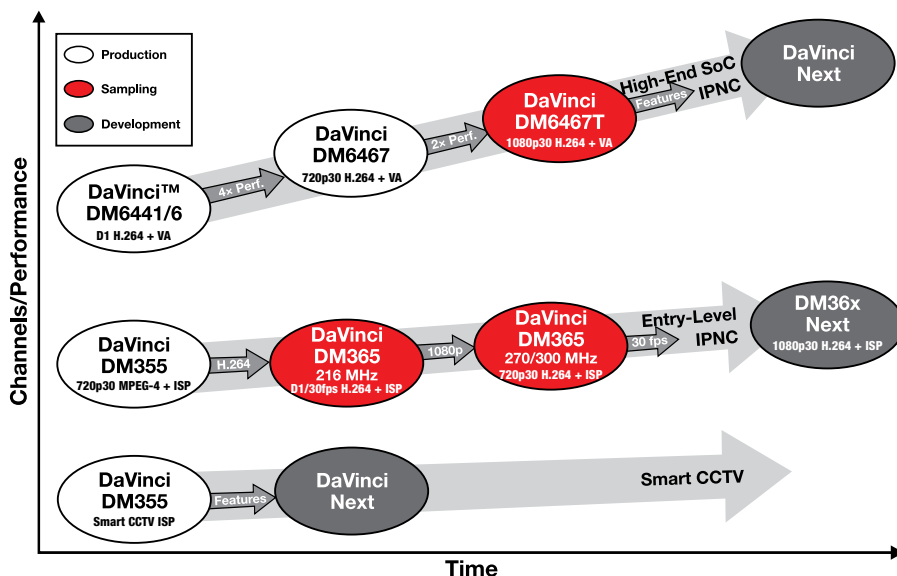 Channels/Performance
Production
Sampling
Development
DaVinci™
DM6441/6
D1 H.264 + VA
4x Perf.
DaVinci
DM6467
720p30 H.264 + VA
2x Perf.
DaVinci
DM6467T
1080p30 H.264 + VA
High-End SoC
Features
IPNC
DaVinci
Next
DaVinci
DM355
720p30 MPEG-4 + ISP
H.264
DaVinci
DM365
216 MHz
D1/30fps H.264 + ISP
1080p
DaVinci
DM365
270/300 MHz
720p30 H.264 + ISP
Entry-Level
30 fps
IPNC
DM36x
Next
1080p30 H.264 + ISP
DaVinci
DM355
Smart CCTV ISP
Features
DaVinci
Next
Smart CCTV
Time